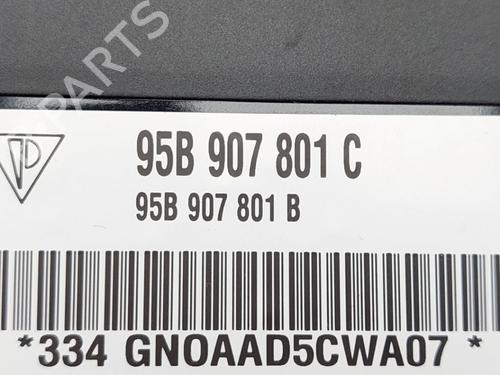 PARTS
95B 907 801 C
95B 907 801 B
*334 GNOAAD5CWA07 *